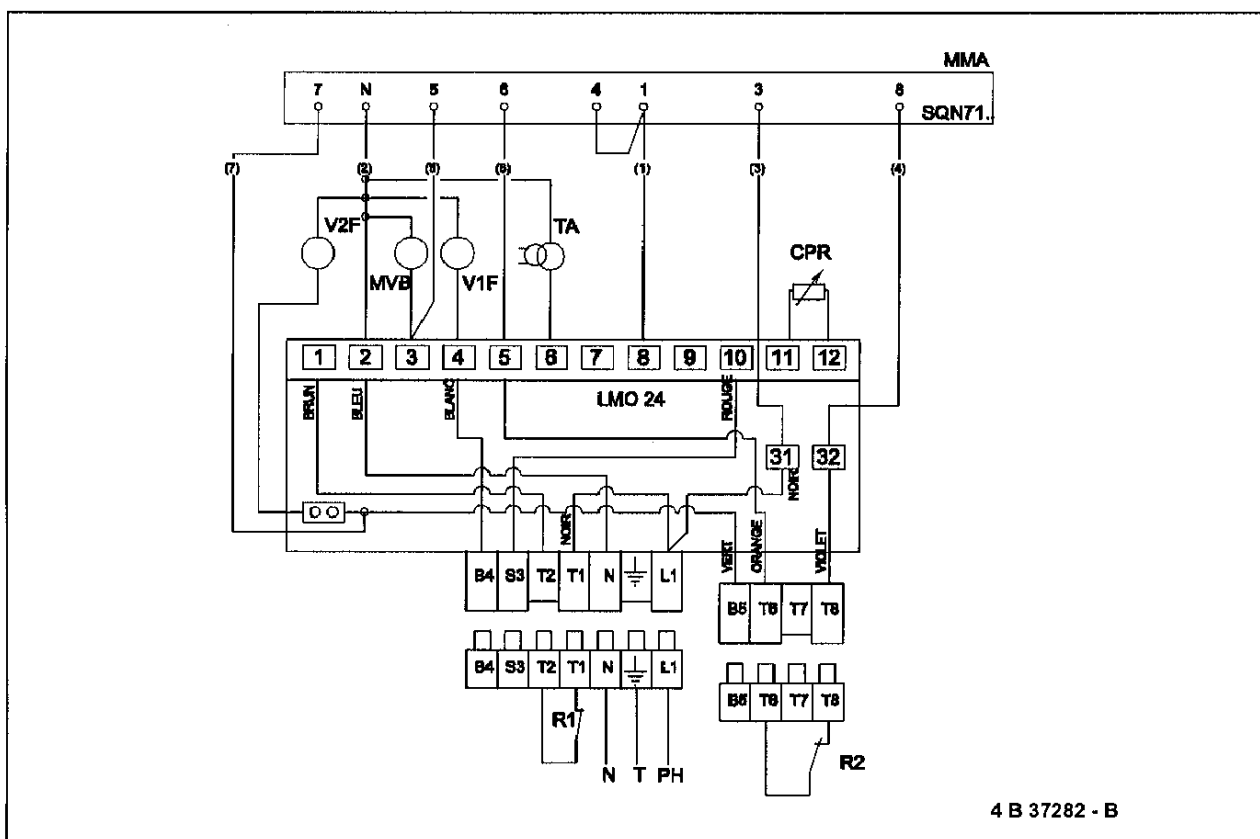 MMA
7 N 5 6 4 1 3 8
SQN71..
(7) (2) (9) (6) (1) (3) (4)
V2F MVB V1F TA CPR
1 2 3 4 5 6 7 8 9 10 11 12
BRUN BLEU BLANC LMO 24 ROUGE
31 32
NOIR
NOIR VERT ORANGE VIOLET
B4 S3 T2 T1 N L1
B5 T6 T7 T8
B4 S3 T2 T1 N L1
B5 T6 T7 T8
R1
R2
N T PH
4 B 37282 - B